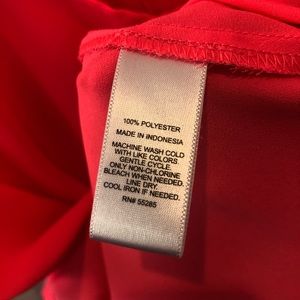 100% POLYESTER
MADE IN INDONESIA
MACHINE WASH COLD
WITH LIKE COLORS.
GENTLE CYCLE.
ONLY NON-CHLORINE
BLEACH WHEN NEEDED.
LINE DRY.
COOL IRON IF NEEDED.
RN# 55285